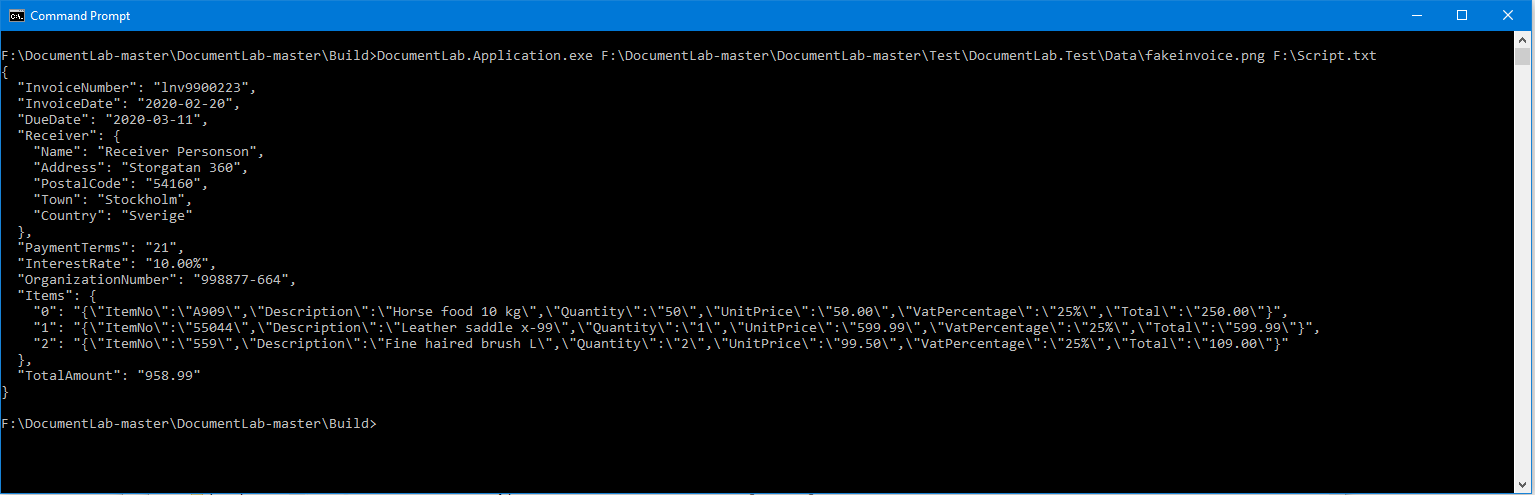 Command Prompt
F:\DocumentLab-master\DocumentLab-master\Build>DocumentLab.Application.exe F:\DocumentLab-master\DocumentLab-master\Test\DocumentLab.Test\Data\fakeinvoice.png F:\Script.txt
{
  "InvoiceNumber": "lnv9900223",
  "InvoiceDate": "2020-02-20",
  "DueDate": "2020-03-11",
  "Receiver": {
    "Name": "Receiver Personson",
    "Address": "Storgatan 360",
    "PostalCode": "54160",
    "Town": "Stockholm",
    "Country": "Sverige"
  },
  "PaymentTerms": "21",
  "InterestRate": "10.00%",
  "OrganizationNumber": "998877-664",
  "Items": {
    "0": "{\"ItemNo\":\"A909\",\"Description\":\"Horse food 10 kg\",\"Quantity\":\"50\",\"UnitPrice\":\"50.00\",\"VatPercentage\":\"25%\",\"Total\":\"250.00\"}",
    "1": "{\"ItemNo\":\"55044\",\"Description\":\"Leather saddle x-99\",\"Quantity\":\"1\",\"UnitPrice\":\"599.99\",\"VatPercentage\":\"25%\",\"Total\":\"599.99\"}",
    "2": "{\"ItemNo\":\"559\",\"Description\":\"Fine haired brush L\",\"Quantity\":\"2\",\"UnitPrice\":\"99.50\",\"VatPercentage\":\"25%\",\"Total\":\"109.00\"}"
  },
  "TotalAmount": "958.99"
}
F:\DocumentLab-master\DocumentLab-master\Build>